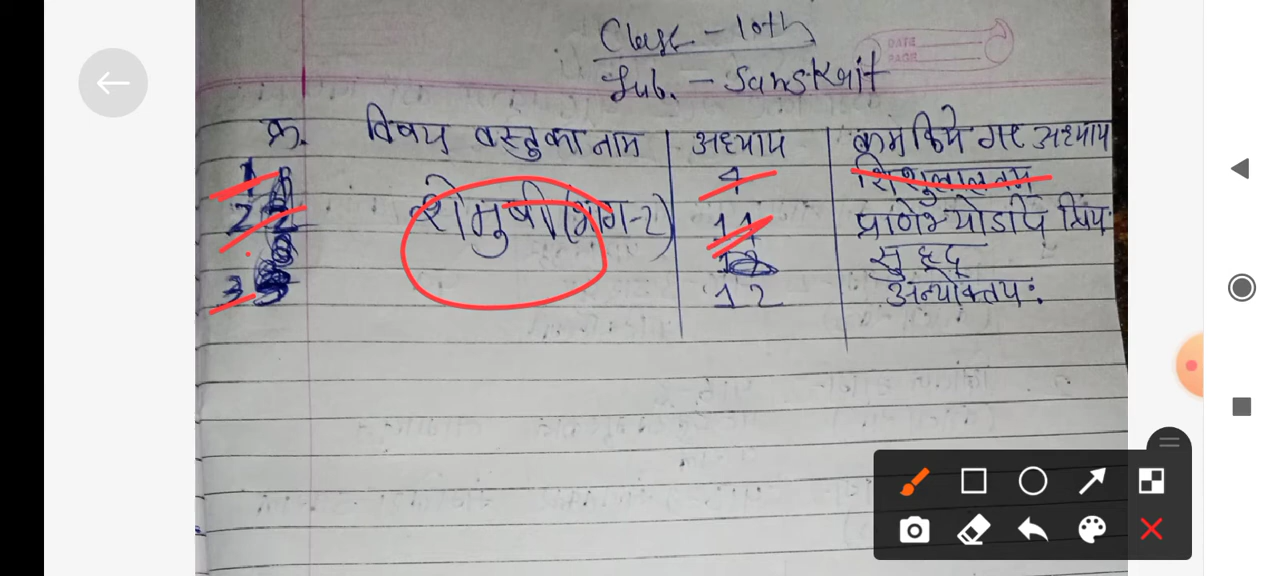 Class - 10th
Sub. - Sanskrit
DATE
PAGE
क्र. विषय वस्तु का नाम अध्याय कम किये गए अध्याय
1 4 शिशुलालनम
2 शेमुषी (भाग-2) 11 प्राणेभ्योऽपि प्रिय:
सुहृद्
3 12 अन्योक्तय: